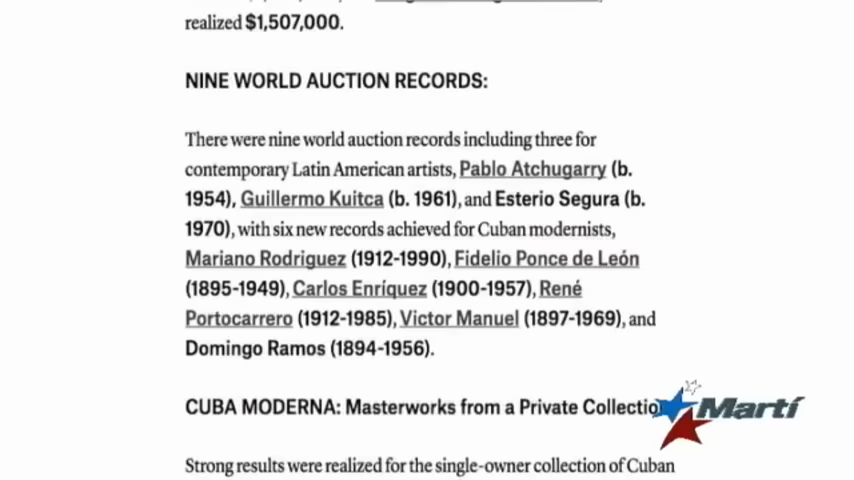 realized $1,507,000.
NINE WORLD AUCTION RECORDS:
There were nine world auction records including three for
contemporary Latin American artists, Pablo Atchugarry (b.
1954), Guillermo Kuitca (b. 1961), and Esterio Segura (b.
1970), with six new records achieved for Cuban modernists,
Mariano Rodriguez (1912-1990), Fidelio Ponce de León
(1895-1949), Carlos Enríquez (1900-1957), René
Portocarrero (1912-1985), Victor Manuel (1897-1969), and
Domingo Ramos (1894-1956).
CUBA MODERNA: Masterworks from a Private Collectio
Martí
Strong results were realized for the single-owner collection of Cuban